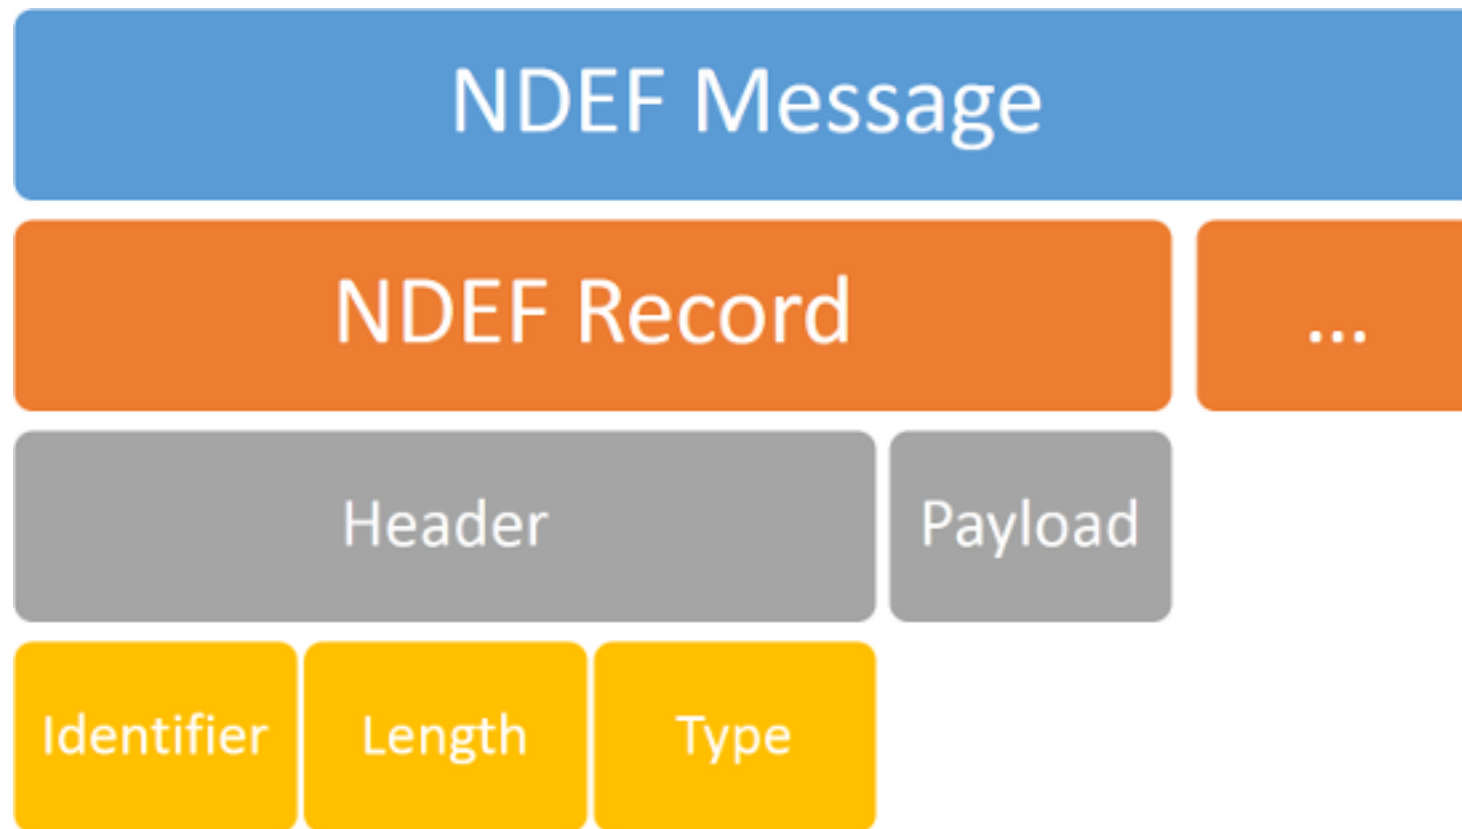 NDEF Message
NDEF Record
...
Header
Payload
Identifier
Length
Type